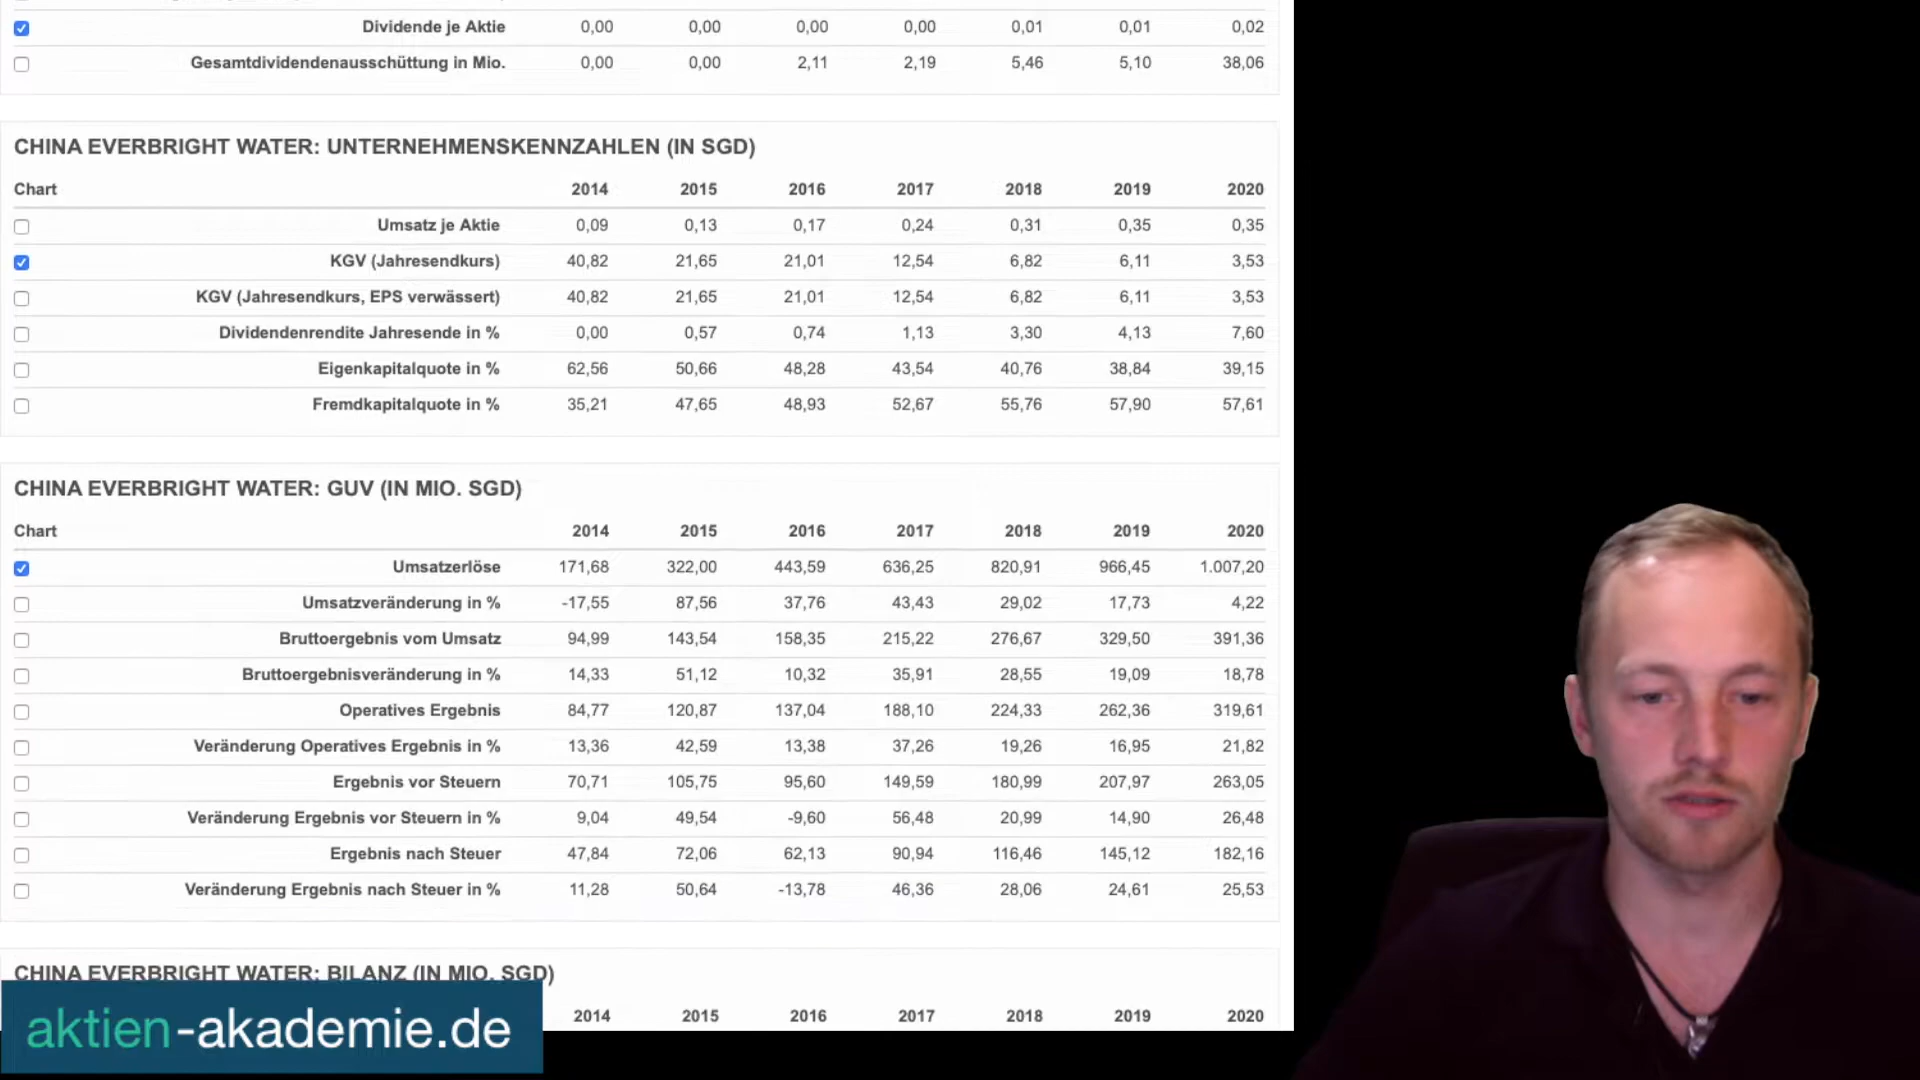 Dividende je Aktie 0,00 0,00 0,00 0,00 0,01 0,01 0,02
Gesamtdividendenausschüttung in Mio. 0,00 0,00 2,11 2,19 5,46 5,10 38,06
CHINA EVERBRIGHT WATER: UNTERNEHMENSKENNZAHLEN (IN SGD)
Chart 2014 2015 2016 2017 2018 2019 2020
Umsatz je Aktie 0,09 0,13 0,17 0,24 0,31 0,35 0,35
KGV (Jahresendkurs) 40,82 21,65 21,01 12,54 6,82 6,11 3,53
KGV (Jahresendkurs, EPS verwässert) 40,82 21,65 21,01 12,54 6,82 6,11 3,53
Dividendenrendite Jahresende in % 0,00 0,57 0,74 1,13 3,30 4,13 7,60
Eigenkapitalquote in % 62,56 50,66 48,28 43,54 40,76 38,84 39,15
Fremdkapitalquote in % 35,21 47,65 48,93 52,67 55,76 57,90 57,61
CHINA EVERBRIGHT WATER: GUV (IN MIO. SGD)
Chart 2014 2015 2016 2017 2018 2019 2020
Umsatzerlöse 171,68 322,00 443,59 636,25 820,91 966,45 1.007,20
Umsatzveränderung in % -17,55 87,56 37,76 43,43 29,02 17,73 4,22
Bruttoergebnis vom Umsatz 94,99 143,54 158,35 215,22 276,67 329,50 391,36
Bruttoergebnisveränderung in % 14,33 51,12 10,32 35,91 28,55 19,09 18,78
Operatives Ergebnis 84,77 120,87 137,04 188,10 224,33 262,36 319,61
Veränderung Operatives Ergebnis in % 13,36 42,59 13,38 37,26 19,26 16,95 21,82
Ergebnis vor Steuern 70,71 105,75 95,60 149,59 180,99 207,97 263,05
Veränderung Ergebnis vor Steuern in % 9,04 49,54 -9,60 56,48 20,99 14,90 26,48
Ergebnis nach Steuer 47,84 72,06 62,13 90,94 116,46 145,12 182,16
Veränderung Ergebnis nach Steuer in % 11,28 50,64 -13,78 46,36 28,06 24,61 25,53
CHINA EVERBRIGHT WATER: BILANZ (IN MIO. SGD)
2014 2015 2016 2017 2018 2019 2020
aktien-akademie.de